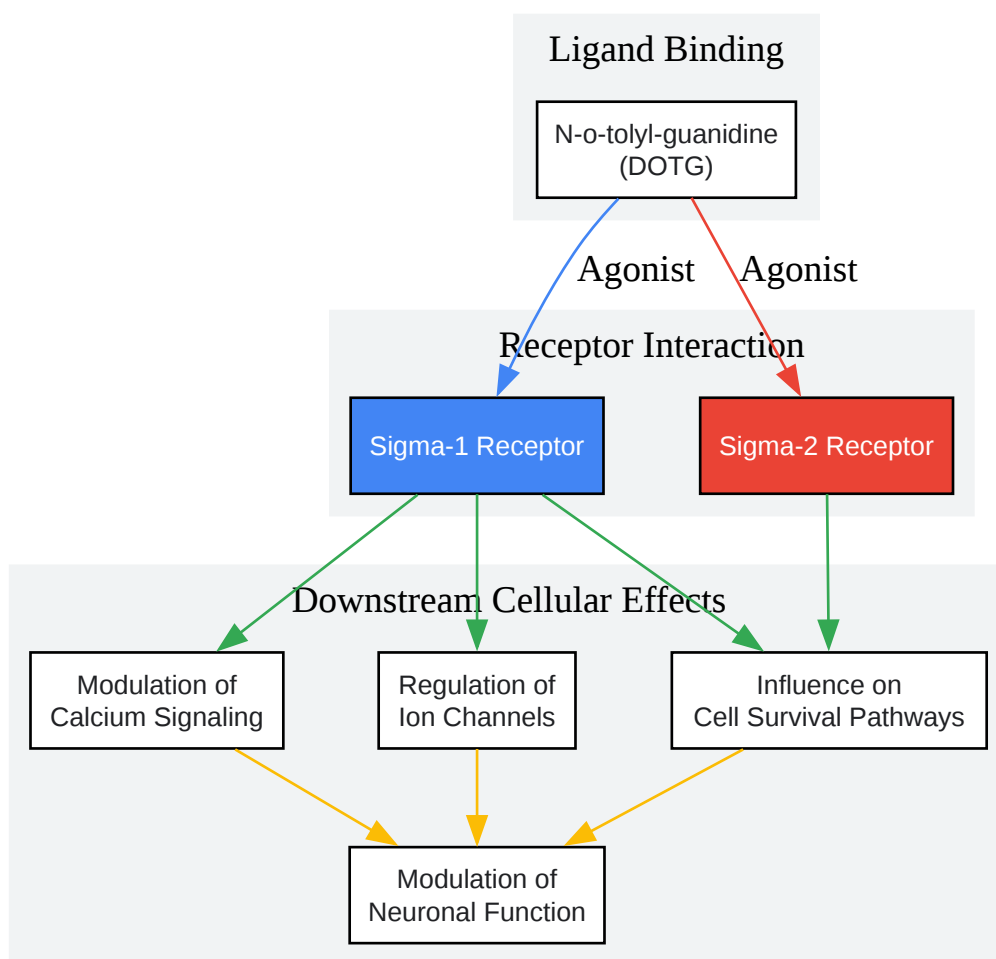 Ligand Binding
N-o-tolyl-guanidine
(DOTG)
Agonist
Agonist
Receptor Interaction
Sigma-1 Receptor
Sigma-2 Receptor
Downstream Cellular Effects
Modulation of
Calcium Signaling
Regulation of
Ion Channels
Influence on
Cell Survival Pathways
Modulation of
Neuronal Function